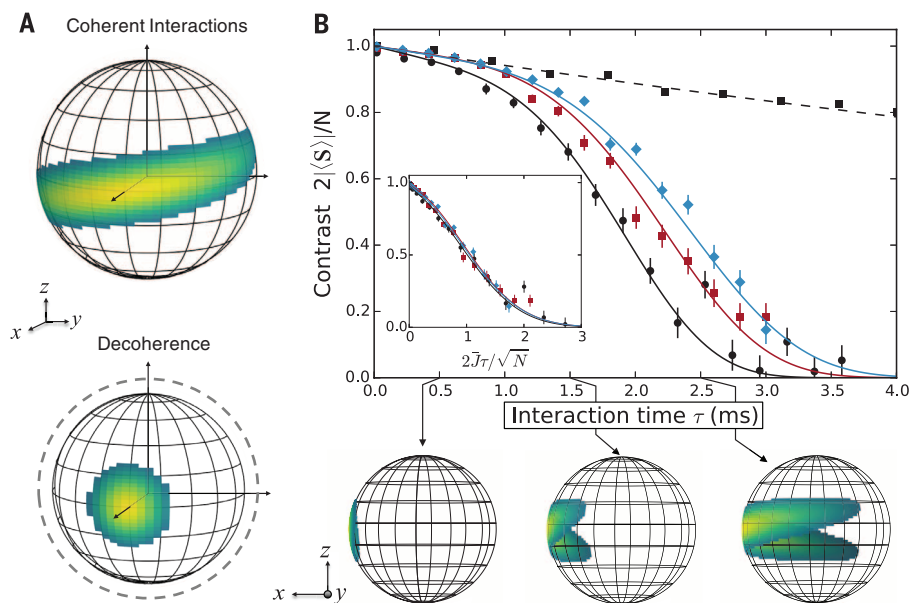 A
Coherent Interactions
z
x
y
Decoherence
B
Contrast 2|⟨S⟩|/N
1.0
0.8
0.6
0.4
0.2
0.0
0.0 0.5 1.0 1.5 2.0 2.5 3.0 3.5 4.0
1.0
0.5
0.0
0 1 2 3
2J̄τ/√N
Interaction time τ (ms)
z
x
y